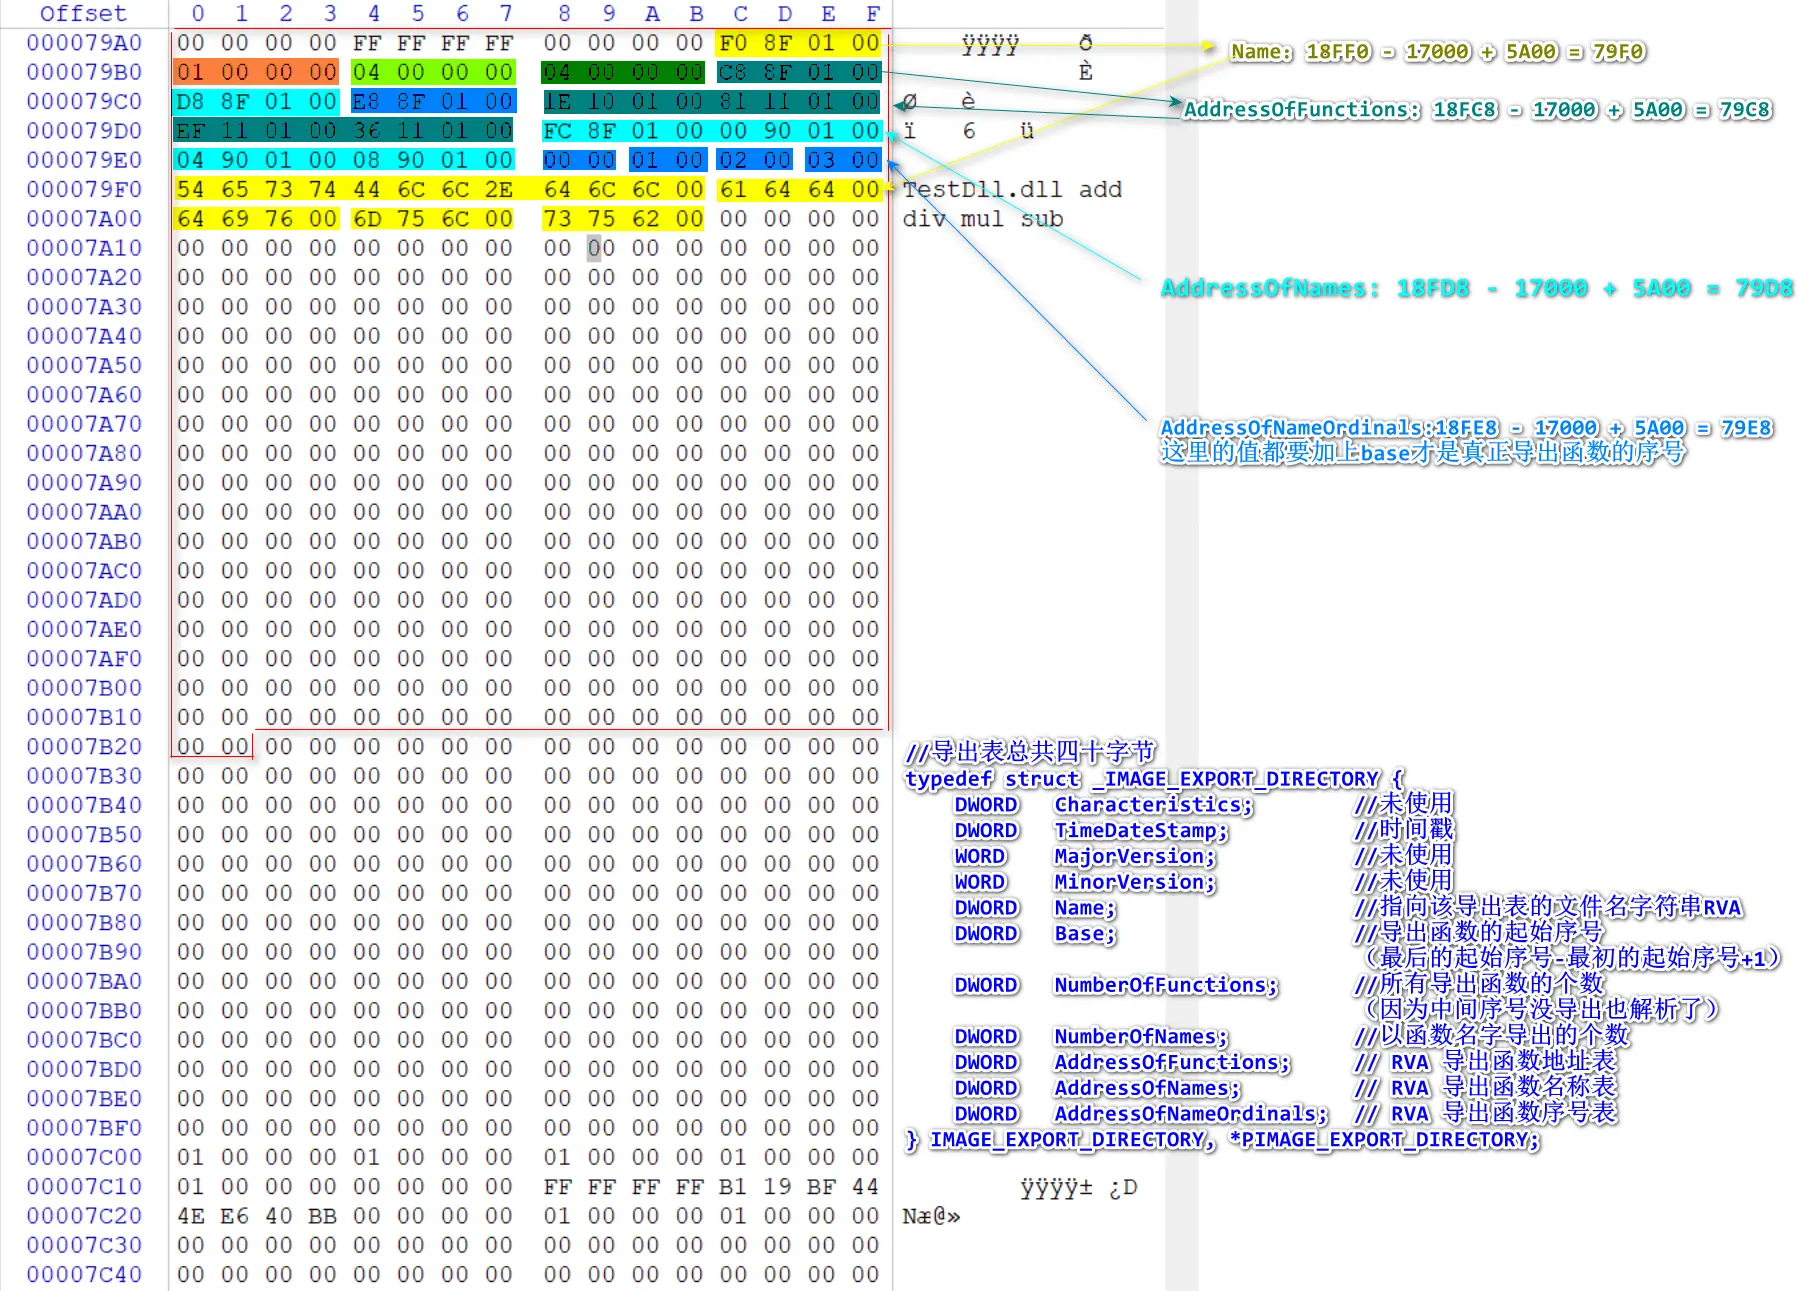 Offset 0 1 2 3 4 5 6 7 8 9 A B C D E F
000079A0 00 00 00 00 FF FF FF FF 00 00 00 00 F0 8F 01 00 ÿÿÿÿ ð
Name: 18FF0 - 17000 + 5A00 = 79F0
000079B0 01 00 00 00 04 00 00 00 04 00 00 00 C8 8F 01 00 È
000079C0 D8 8F 01 00 E8 8F 01 00 1E 10 01 00 81 11 01 00 Ø è
AddressOfFunctions: 18FC8 - 17000 + 5A00 = 79C8
000079D0 EF 11 01 00 36 11 01 00 FC 8F 01 00 00 90 01 00 ï 6 ü
000079E0 04 90 01 00 08 90 01 00 00 00 01 00 02 00 03 00
000079F0 54 65 73 74 44 6C 6C 2E 64 6C 6C 00 61 64 64 00 TestDll.dll add
00007A00 64 69 76 00 6D 75 6C 00 73 75 62 00 00 00 00 00 div mul sub
00007A10 00 00 00 00 00 00 00 00 00 00 00 00 00 00 00 00
00007A20 00 00 00 00 00 00 00 00 00 00 00 00 00 00 00 00
AddressOfNames: 18FD8 - 17000 + 5A00 = 79D8
00007A30 00 00 00 00 00 00 00 00 00 00 00 00 00 00 00 00
00007A40 00 00 00 00 00 00 00 00 00 00 00 00 00 00 00 00
00007A50 00 00 00 00 00 00 00 00 00 00 00 00 00 00 00 00
00007A60 00 00 00 00 00 00 00 00 00 00 00 00 00 00 00 00
00007A70 00 00 00 00 00 00 00 00 00 00 00 00 00 00 00 00
AddressOfNameOrdinals:18FE8 - 17000 + 5A00 = 79E8
00007A80 00 00 00 00 00 00 00 00 00 00 00 00 00 00 00 00
这里的值都要加上base才是真正导出函数的序号
00007A90 00 00 00 00 00 00 00 00 00 00 00 00 00 00 00 00
00007AA0 00 00 00 00 00 00 00 00 00 00 00 00 00 00 00 00
00007AB0 00 00 00 00 00 00 00 00 00 00 00 00 00 00 00 00
00007AC0 00 00 00 00 00 00 00 00 00 00 00 00 00 00 00 00
00007AD0 00 00 00 00 00 00 00 00 00 00 00 00 00 00 00 00
00007AE0 00 00 00 00 00 00 00 00 00 00 00 00 00 00 00 00
00007AF0 00 00 00 00 00 00 00 00 00 00 00 00 00 00 00 00
00007B00 00 00 00 00 00 00 00 00 00 00 00 00 00 00 00 00
00007B10 00 00 00 00 00 00 00 00 00 00 00 00 00 00 00 00
00007B20 00 00 00 00 00 00 00 00 00 00 00 00 00 00 00 00
00007B30 00 00 00 00 00 00 00 00 00 00 00 00 00 00 00 00
00007B40 00 00 00 00 00 00 00 00 00 00 00 00 00 00 00 00
00007B50 00 00 00 00 00 00 00 00 00 00 00 00 00 00 00 00
00007B60 00 00 00 00 00 00 00 00 00 00 00 00 00 00 00 00
00007B70 00 00 00 00 00 00 00 00 00 00 00 00 00 00 00 00
00007B80 00 00 00 00 00 00 00 00 00 00 00 00 00 00 00 00
00007B90 00 00 00 00 00 00 00 00 00 00 00 00 00 00 00 00
00007BA0 00 00 00 00 00 00 00 00 00 00 00 00 00 00 00 00
00007BB0 00 00 00 00 00 00 00 00 00 00 00 00 00 00 00 00
00007BC0 00 00 00 00 00 00 00 00 00 00 00 00 00 00 00 00
00007BD0 00 00 00 00 00 00 00 00 00 00 00 00 00 00 00 00
00007BE0 00 00 00 00 00 00 00 00 00 00 00 00 00 00 00 00
00007BF0 00 00 00 00 00 00 00 00 00 00 00 00 00 00 00 00
00007C00 01 00 00 00 01 00 00 00 01 00 00 00 01 00 00 00
00007C10 01 00 00 00 00 00 00 00 FF FF FF FF B1 19 BF 44 ÿÿÿÿ± ¿D
00007C20 4E E6 40 BB 00 00 00 00 01 00 00 00 01 00 00 00 Næ@»
00007C30 00 00 00 00 00 00 00 00 00 00 00 00 00 00 00 00
00007C40 00 00 00 00 00 00 00 00 00 00 00 00 00 00 00 00
//导出表总共四十字节
typedef struct _IMAGE_EXPORT_DIRECTORY {
DWORD Characteristics; //未使用
DWORD TimeDateStamp; //时间戳
WORD MajorVersion; //未使用
WORD MinorVersion; //未使用
DWORD Name; //指向该导出表的文件名字符串RVA
DWORD Base; //导出函数的起始序号
（最后的起始序号-最初的起始序号+1）
DWORD NumberOfFunctions; //所有导出函数的个数
（因为中间序号没导出也解析了）
DWORD NumberOfNames; //以函数名字导出的个数
DWORD AddressOfFunctions; // RVA 导出函数地址表
DWORD AddressOfNames; // RVA 导出函数名称表
DWORD AddressOfNameOrdinals; // RVA 导出函数序号表
} IMAGE_EXPORT_DIRECTORY, *PIMAGE_EXPORT_DIRECTORY;